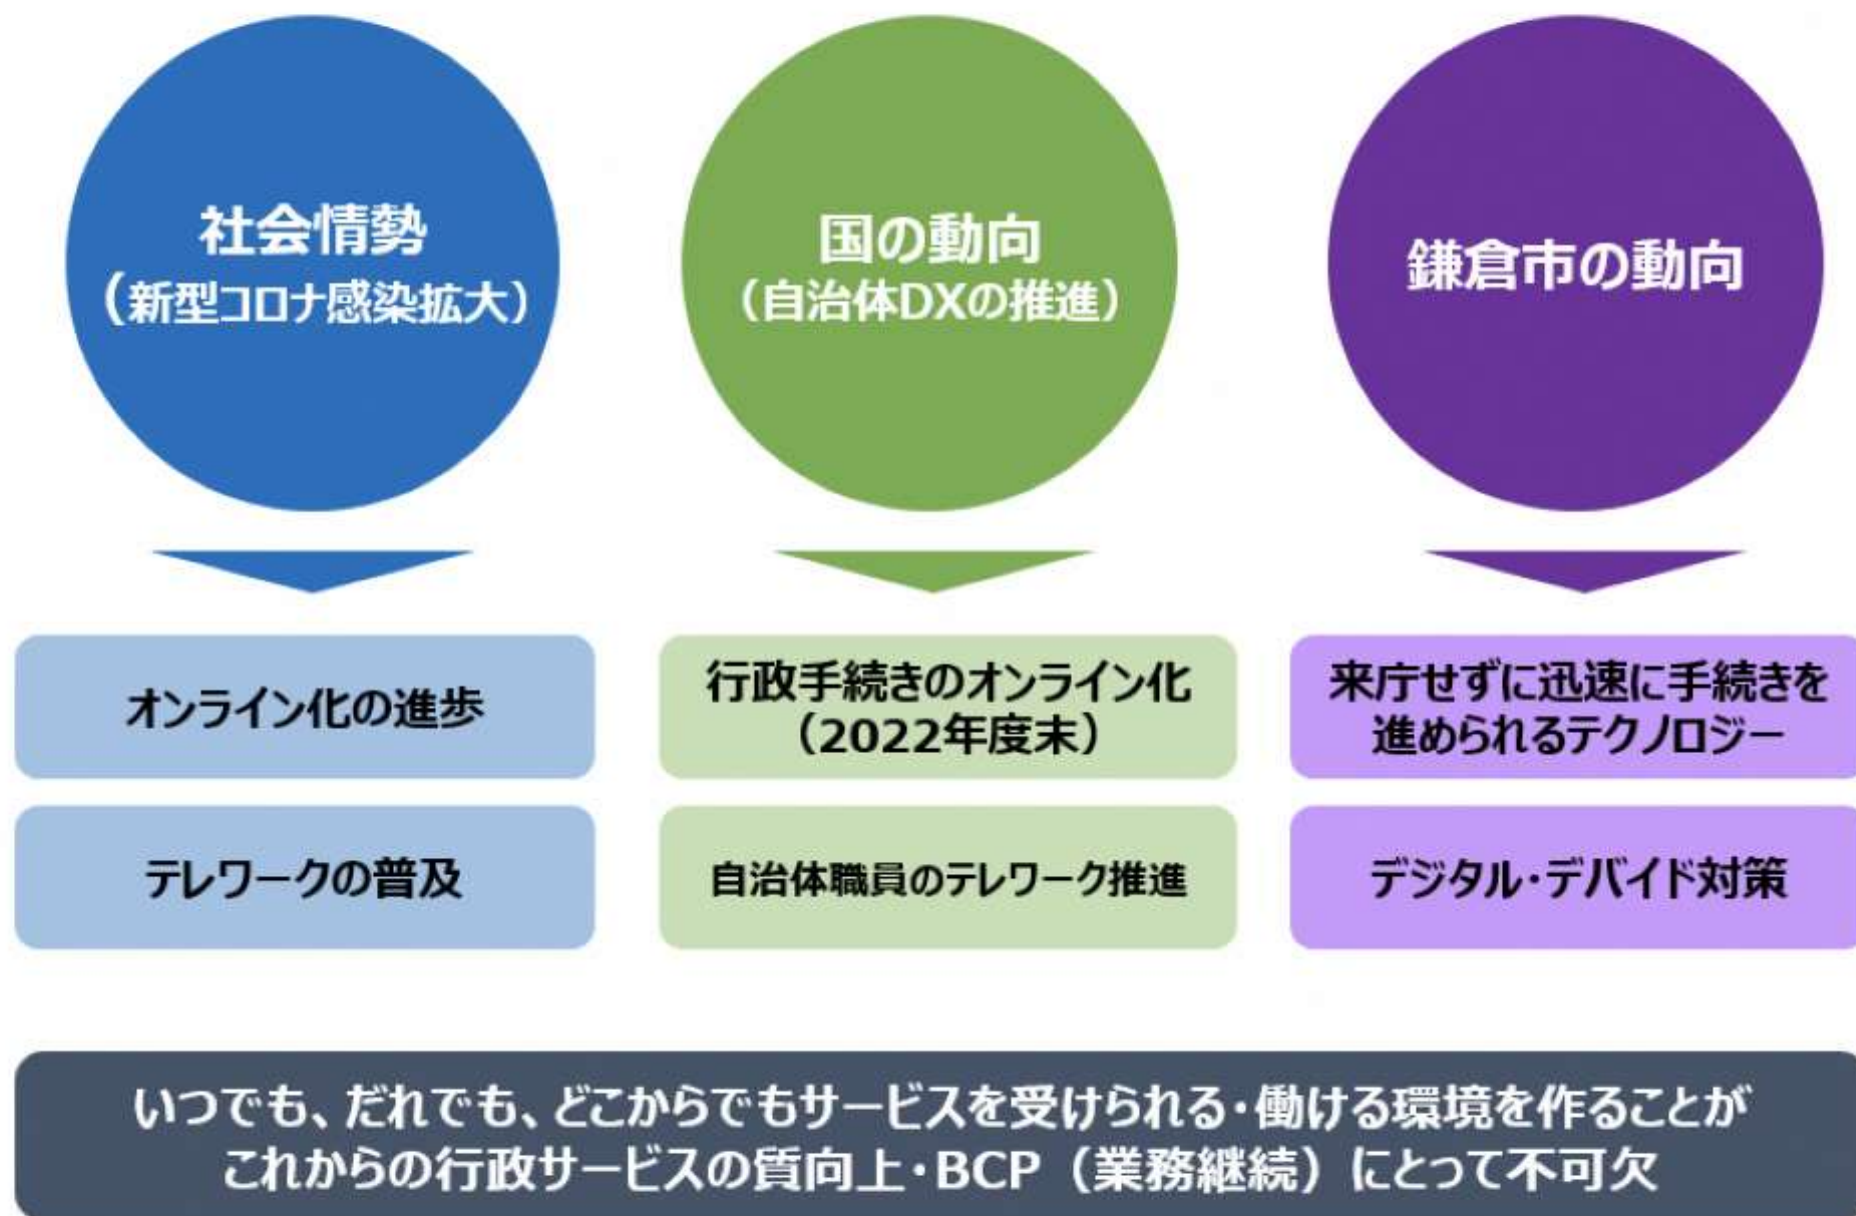 社会情勢
（新型コロナ感染拡大）
オンライン化の進歩
テレワークの普及
国の動向
（自治体DXの推進）
行政手続きのオンライン化
（2022年度末）
自治体職員のテレワーク推進
鎌倉市の動向
来庁せずに迅速に手続きを
進められるテクノロジー
デジタル・デバイド対策
いつでも、だれでも、どこからでもサービスを受けられる・働ける環境を作ることが
これからの行政サービスの質向上・BCP（業務継続）にとって不可欠